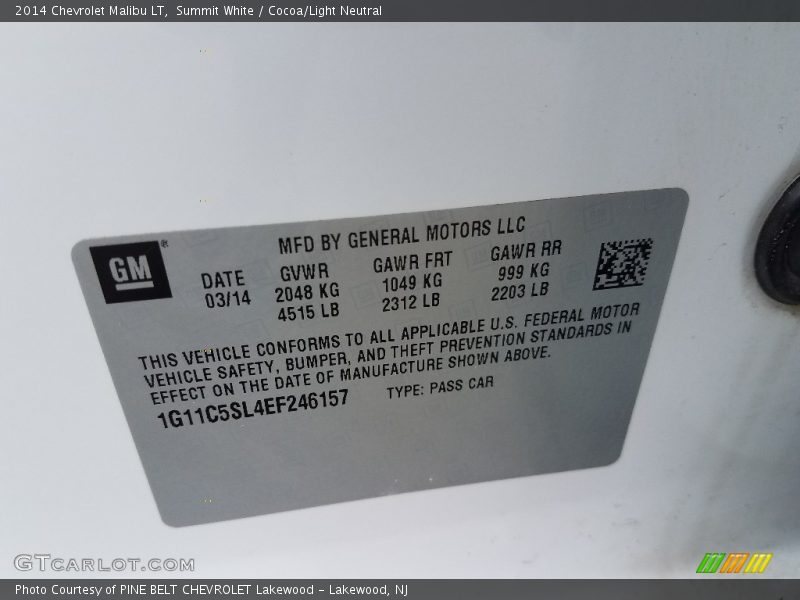 2014 Chevrolet Malibu LT, Summit White / Cocoa/Light Neutral
GM®
MFD BY GENERAL MOTORS LLC
DATE GVWR GAWR FRT GAWR RR
03/14 2048 KG 1049 KG 999 KG
4515 LB 2312 LB 2203 LB
THIS VEHICLE CONFORMS TO ALL APPLICABLE U.S. FEDERAL MOTOR
VEHICLE SAFETY, BUMPER, AND THEFT PREVENTION STANDARDS IN
EFFECT ON THE DATE OF MANUFACTURE SHOWN ABOVE.
1G11C5SL4EF246157 TYPE: PASS CAR
GTCARLOT.COM
Photo Courtesy of PINE BELT CHEVROLET Lakewood - Lakewood, NJ